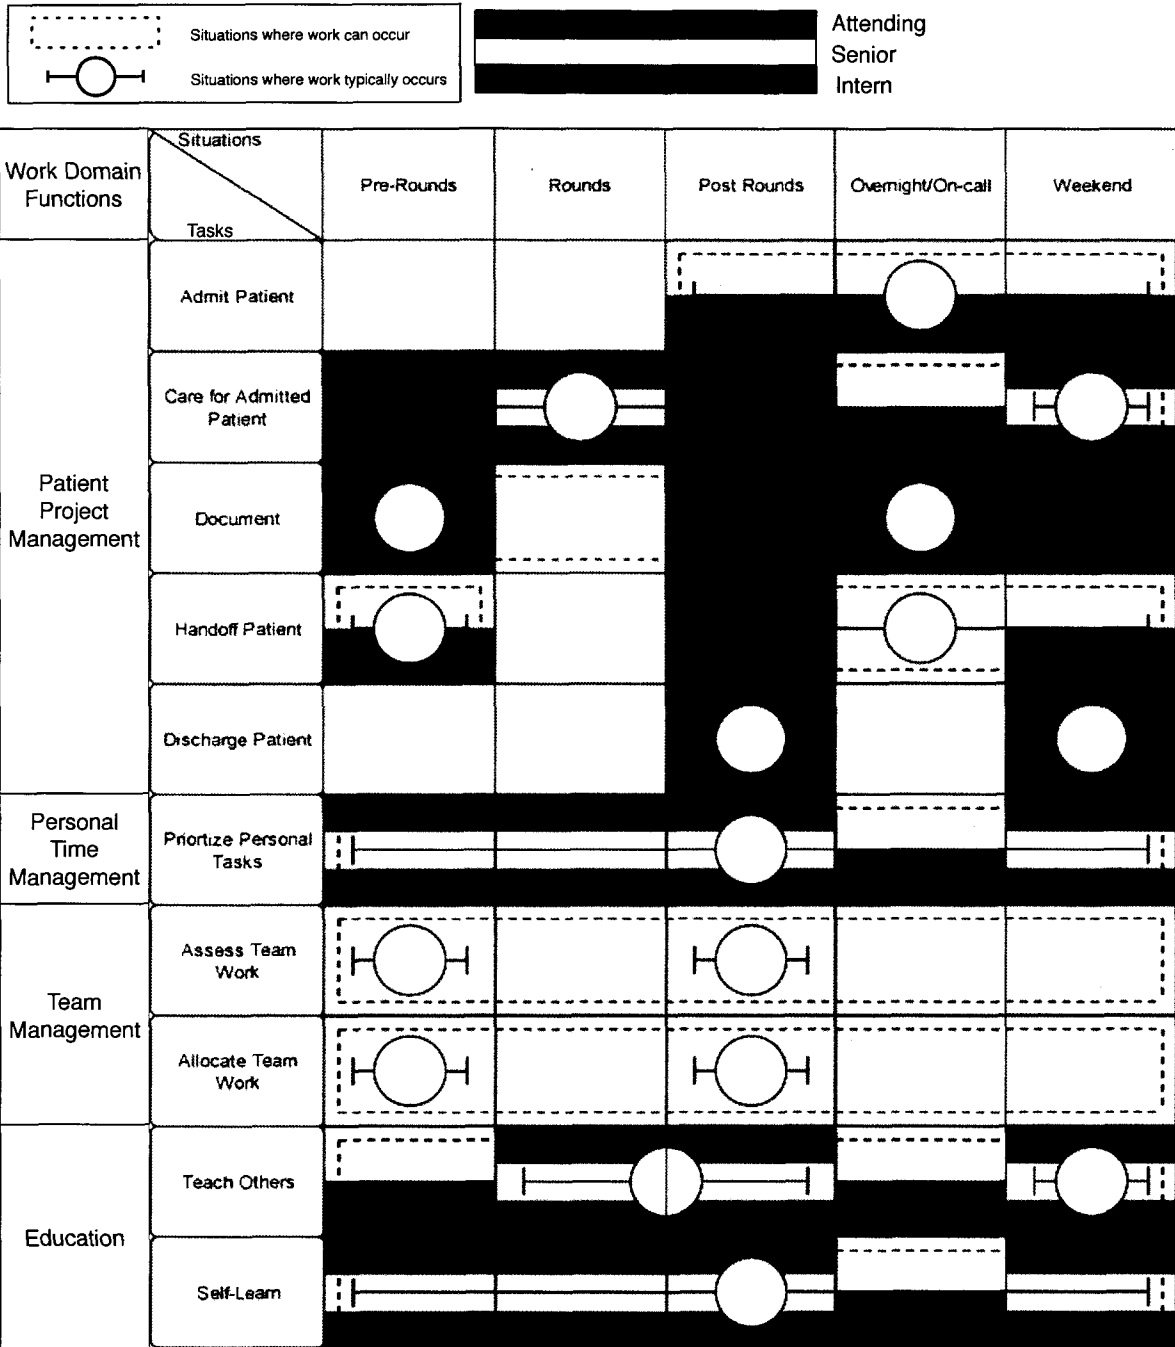 Situations where work can occur
Situations where work typically occurs
Attending
Senior
Intern
Work Domain
Functions
Situations
Tasks
Pre-Rounds
Rounds
Post Rounds
Overnight/On-call
Weekend
Patient
Project
Management
Admit Patient
Care for Admitted
Patient
Document
Handoff Patient
Discharge Patient
Personal
Time
Management
Prioritize Personal
Tasks
Team
Management
Assess Team
Work
Allocate Team
Work
Education
Teach Others
Self-Learn